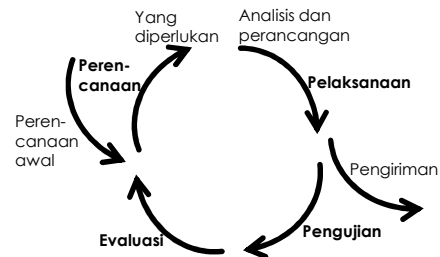 Yang
diperlukan
Analisis dan
perancangan
Peren-
canaan
Pelaksanaan
Peren-
canaan
awal
Pengiriman
Evaluasi
Pengujian